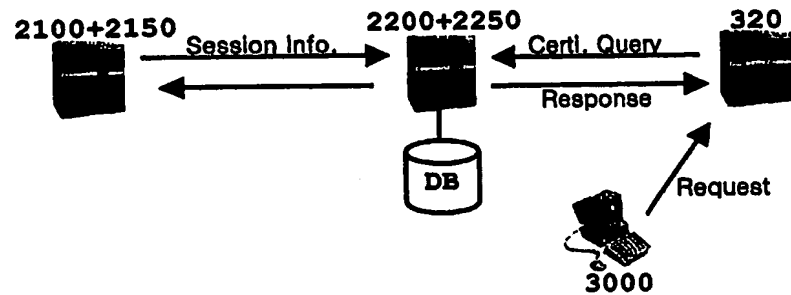 2100+2150
2200+2250
320
Session info.
Certi. Query
Response
DB
Request
3000